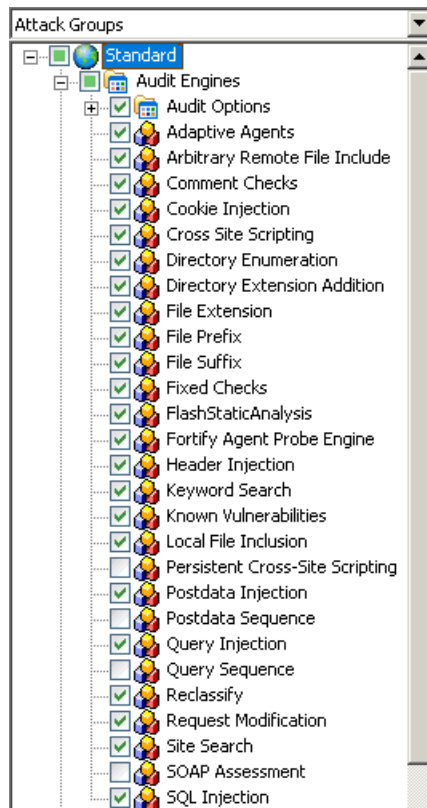 Attack Groups
Standard
Audit Engines
Audit Options
Adaptive Agents
Arbitrary Remote File Include
Comment Checks
Cookie Injection
Cross Site Scripting
Directory Enumeration
Directory Extension Addition
File Extension
File Prefix
File Suffix
Fixed Checks
FlashStaticAnalysis
Fortify Agent Probe Engine
Header Injection
Keyword Search
Known Vulnerabilities
Local File Inclusion
Persistent Cross-Site Scripting
Postdata Injection
Postdata Sequence
Query Injection
Query Sequence
Reclassify
Request Modification
Site Search
SOAP Assessment
SQL Injection